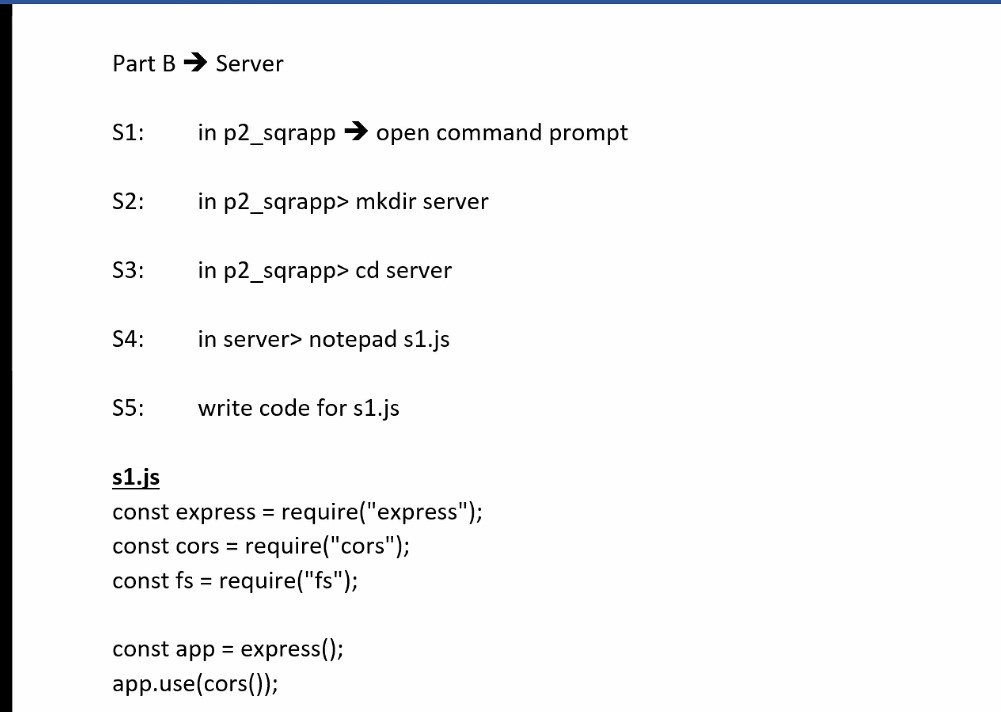 Part B ➔ Server
S1: in p2_sqrapp ➔ open command prompt
S2: in p2_sqrapp> mkdir server
S3: in p2_sqrapp> cd server
S4: in server> notepad s1.js
S5: write code for s1.js
s1.js
const express = require("express");
const cors = require("cors");
const fs = require("fs");
const app = express();
app.use(cors());